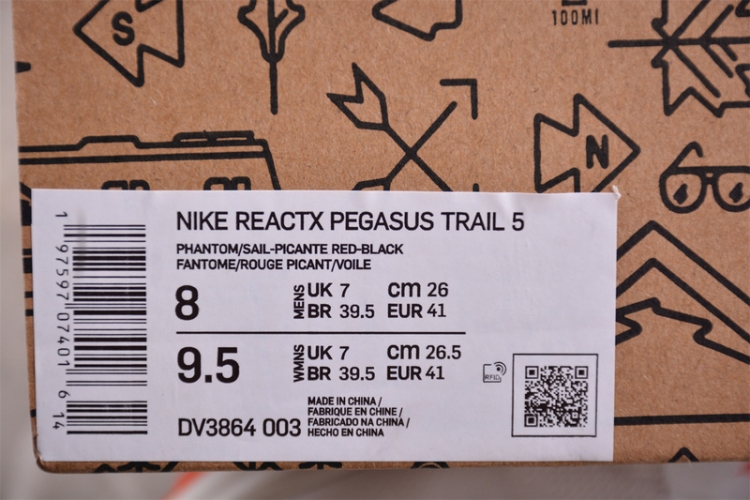 S
100MI
N
NIKE REACTX PEGASUS TRAIL 5
PHANTOM/SAIL-PICANTE RED-BLACK
FANTOME/ROUGE PICANT/VOILE
8 MENS UK 7 cm 26
BR 39.5 EUR 41
9.5 WMNS UK 7 cm 26.5
BR 39.5 EUR 41
RFID
DV3864 003
MADE IN CHINA /
FABRIQUE EN CHINE /
FABRICADO NA CHINA /
HECHO EN CHINA
1 97597 07401 6 14